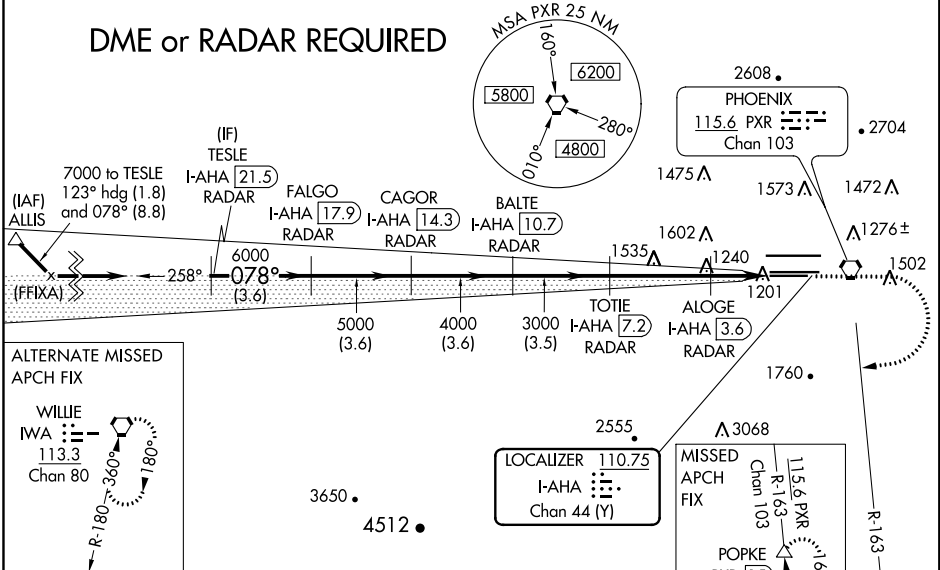 DME or RADAR REQUIRED
MSA PXR 25 NM
160°
6200
5800
280°
4800
010°
2608
PHOENIX
115.6 PXR
Chan 103
2704
1475
1573
1472
1276±
1502
(IAF)
ALLIS
7000 to TESLE
123° hdg (1.8)
and 078° (8.8)
(FFIXA)
(IF)
TESLE
I-AHA 21.5
RADAR
FALGO
I-AHA 17.9
RADAR
CAGOR
I-AHA 14.3
RADAR
BALTE
I-AHA 10.7
RADAR
1535
1602
1240
1201
258°
6000
078°
(3.6)
5000
(3.6)
4000
(3.6)
3000
(3.5)
TOTIE
I-AHA 7.2
RADAR
ALOGE
I-AHA 3.6
RADAR
1760
ALTERNATE MISSED
APCH FIX
WILLIE
IWA
113.3
Chan 80
360°
180°
R-180
2555
3068
LOCALIZER 110.75
I-AHA
Chan 44 (Y)
3650
4512
MISSED
APCH
FIX
115.6 PXR
Chan 103
R-163
POPKE
R-163